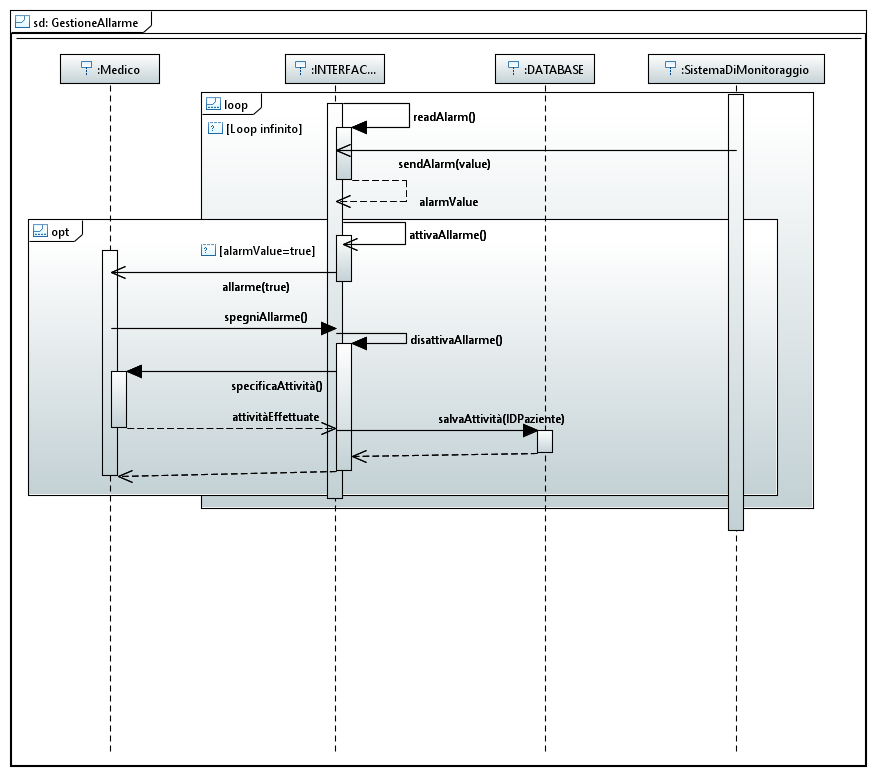 sd: GestioneAllarme
:Medico
:INTERFAC...
:DATABASE
:SistemaDiMonitoraggio
loop
[Loop infinito]
readAlarm()
sendAlarm(value)
alarmValue
opt
[alarmValue=true]
attivaAllarme()
allarme(true)
spegniAllarme()
disattivaAllarme()
specificaAttività()
attivitàEffettuate
salvaAttività(IDPaziente)